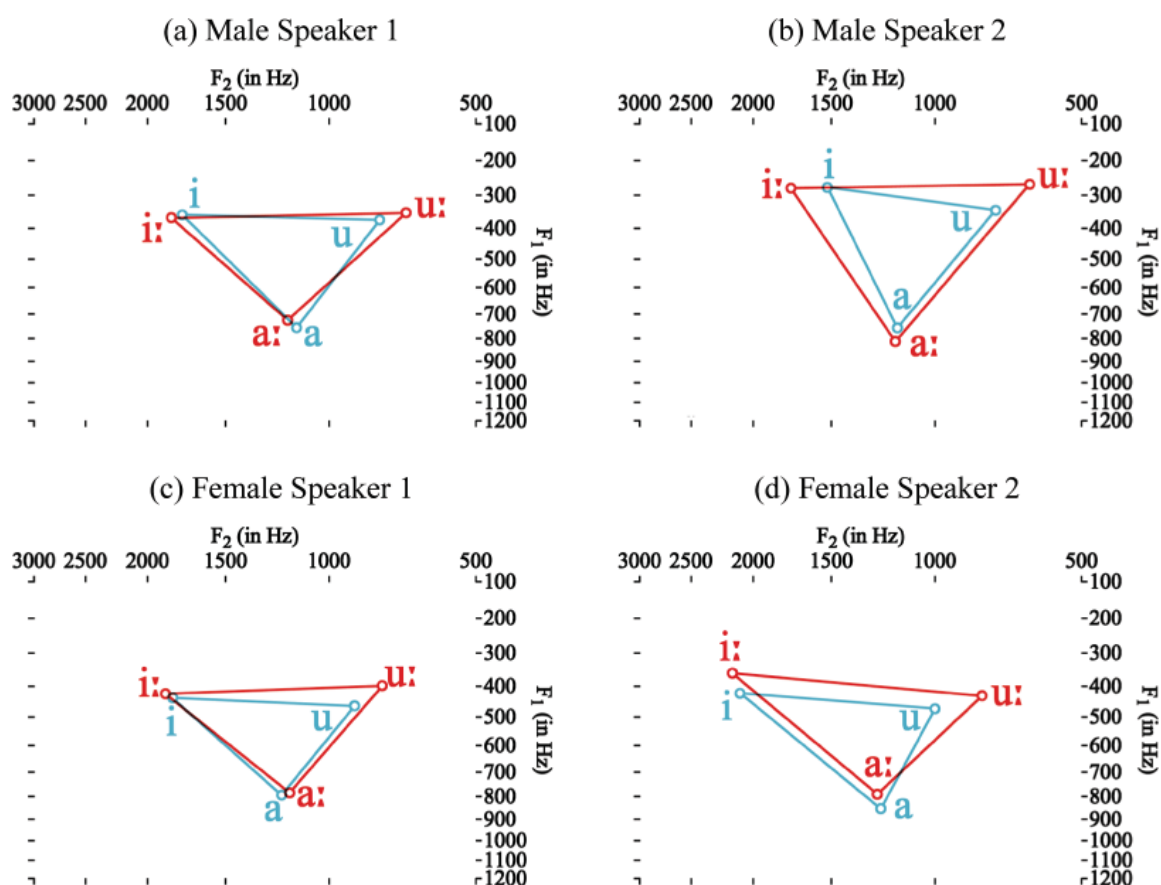 (a) Male Speaker 1
F2 (in Hz)
3000 2500 2000 1500 1000 500
100
200
300
400
500
600
700
800
900
1000
1100
1200
F1 (in Hz)
i
iː
uː
u
aː
a
(b) Male Speaker 2
F2 (in Hz)
3000 2500 2000 1500 1000 500
100
200
300
400
500
600
700
800
900
1000
1100
1200
F1 (in Hz)
i
iː
uː
u
a
aː
(c) Female Speaker 1
F2 (in Hz)
3000 2500 2000 1500 1000 500
100
200
300
400
500
600
700
800
900
1000
1100
1200
F1 (in Hz)
iː
i
uː
u
a
aː
(d) Female Speaker 2
F2 (in Hz)
3000 2500 2000 1500 1000 500
100
200
300
400
500
600
700
800
900
1000
1100
1200
F1 (in Hz)
iː
i
uː
u
aː
a